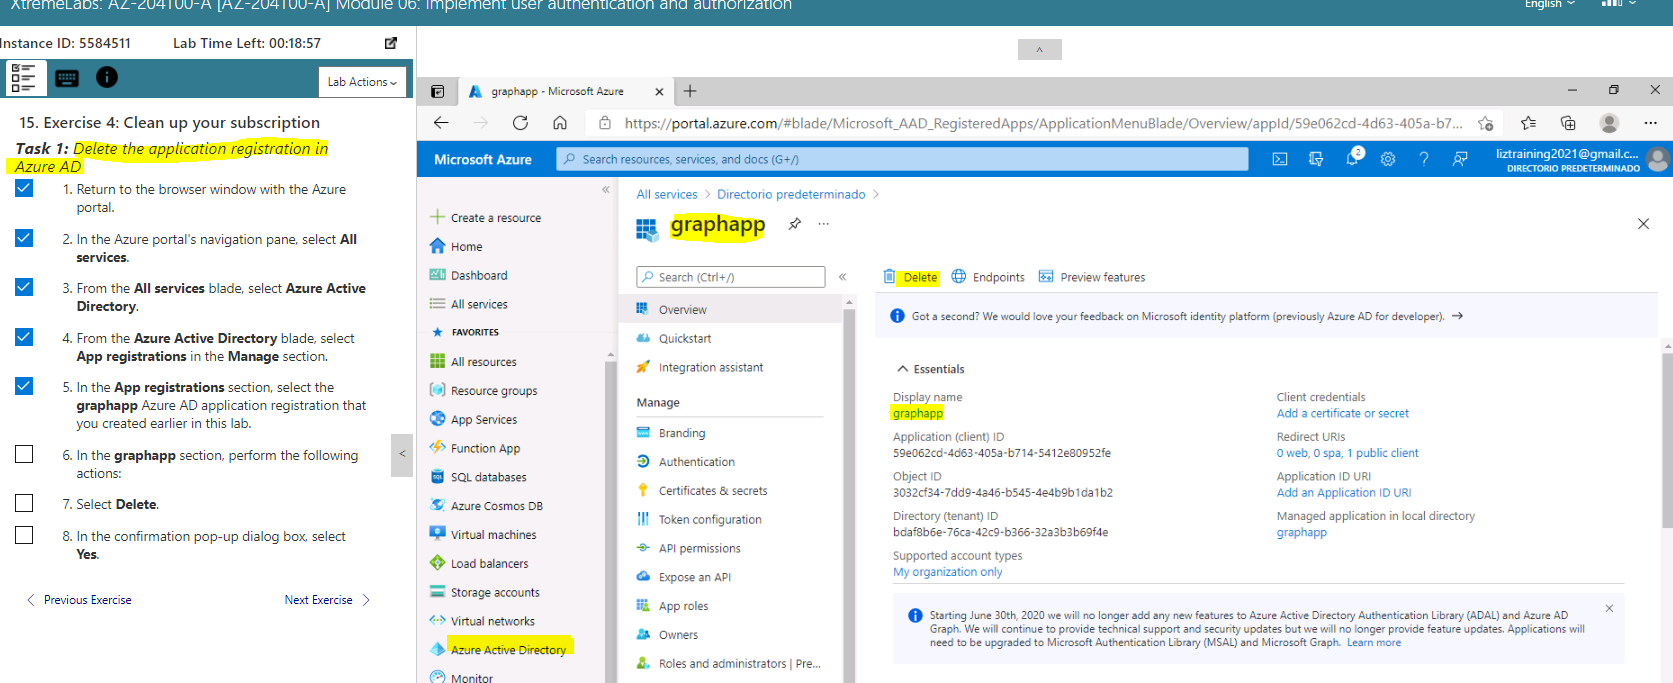 XtremeLabs: AZ-204T00-A [AZ-204T00-A] Module 06: Implement user authentication and authorization
English
Instance ID: 5584511 Lab Time Left: 00:18:57
Lab Actions
15. Exercise 4: Clean up your subscription
Task 1: Delete the application registration in
Azure AD
1. Return to the browser window with the Azure
portal.
2. In the Azure portal's navigation pane, select All
services.
3. From the All services blade, select Azure Active
Directory.
4. From the Azure Active Directory blade, select
App registrations in the Manage section.
5. In the App registrations section, select the
graphapp Azure AD application registration that
you created earlier in this lab.
6. In the graphapp section, perform the following
actions:
7. Select Delete.
8. In the confirmation pop-up dialog box, select
Yes.
Previous Exercise
Next Exercise
graphapp - Microsoft Azure
https://portal.azure.com/#blade/Microsoft_AAD_RegisteredApps/ApplicationMenuBlade/Overview/appId/59e062cd-4d63-405a-b7...
Microsoft Azure
Search resources, services, and docs (G+/)
2
liztraining2021@gmail.c...
DIRECTORIO PREDETERMINADO
Create a resource
Home
Dashboard
All services
FAVORITES
All resources
Resource groups
App Services
Function App
SQL databases
Azure Cosmos DB
Virtual machines
Load balancers
Storage accounts
Virtual networks
Azure Active Directory
Monitor
All services > Directorio predeterminado >
graphapp
Search (Ctrl+/)
Overview
Quickstart
Integration assistant
Manage
Branding
Authentication
Certificates & secrets
Token configuration
API permissions
Expose an API
App roles
Owners
Roles and administrators | Pre...
Delete
Endpoints
Preview features
Got a second? We would love your feedback on Microsoft identity platform (previously Azure AD for developer). →
Essentials
Display name
graphapp
Application (client) ID
59e062cd-4d63-405a-b714-5412e80952fe
Object ID
3032cf34-7dd9-4a46-b545-4e4b9b1da1b2
Directory (tenant) ID
bdaf8b6e-76ca-42c9-b366-32a3b3b69f4e
Supported account types
My organization only
Client credentials
Add a certificate or secret
Redirect URIs
0 web, 0 spa, 1 public client
Application ID URI
Add an Application ID URI
Managed application in local directory
graphapp
Starting June 30th, 2020 we will no longer add any new features to Azure Active Directory Authentication Library (ADAL) and Azure AD
Graph. We will continue to provide technical support and security updates but we will no longer provide feature updates. Applications will
need to be upgraded to Microsoft Authentication Library (MSAL) and Microsoft Graph. Learn more